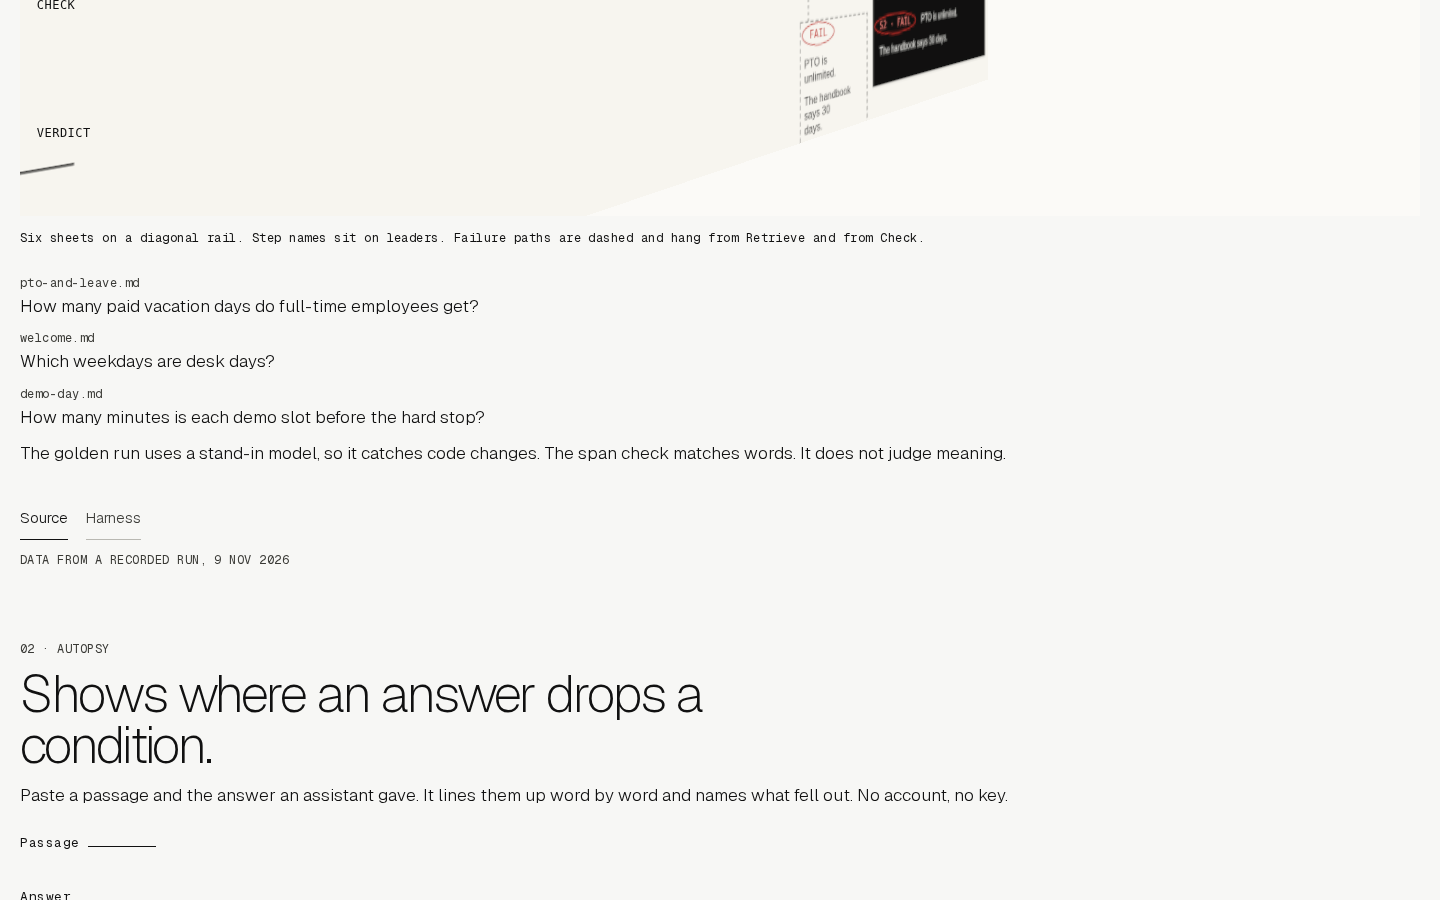 CHECK
FAIL
PTO is
unlimited.
The handbook
says 30
days.
S2 · FAIL PTO is unlimited.
The handbook says 30 days.
VERDICT
Six sheets on a diagonal rail. Step names sit on leaders. Failure paths are dashed and hang from Retrieve and from Check.
pto-and-leave.md
How many paid vacation days do full-time employees get?
welcome.md
Which weekdays are desk days?
demo-day.md
How many minutes is each demo slot before the hard stop?
The golden run uses a stand-in model, so it catches code changes. The span check matches words. It does not judge meaning.
Source Harness
DATA FROM A RECORDED RUN, 9 NOV 2026
02 · AUTOPSY
Shows where an answer drops a
condition.
Paste a passage and the answer an assistant gave. It lines them up word by word and names what fell out. No account, no key.
Passage
Answer